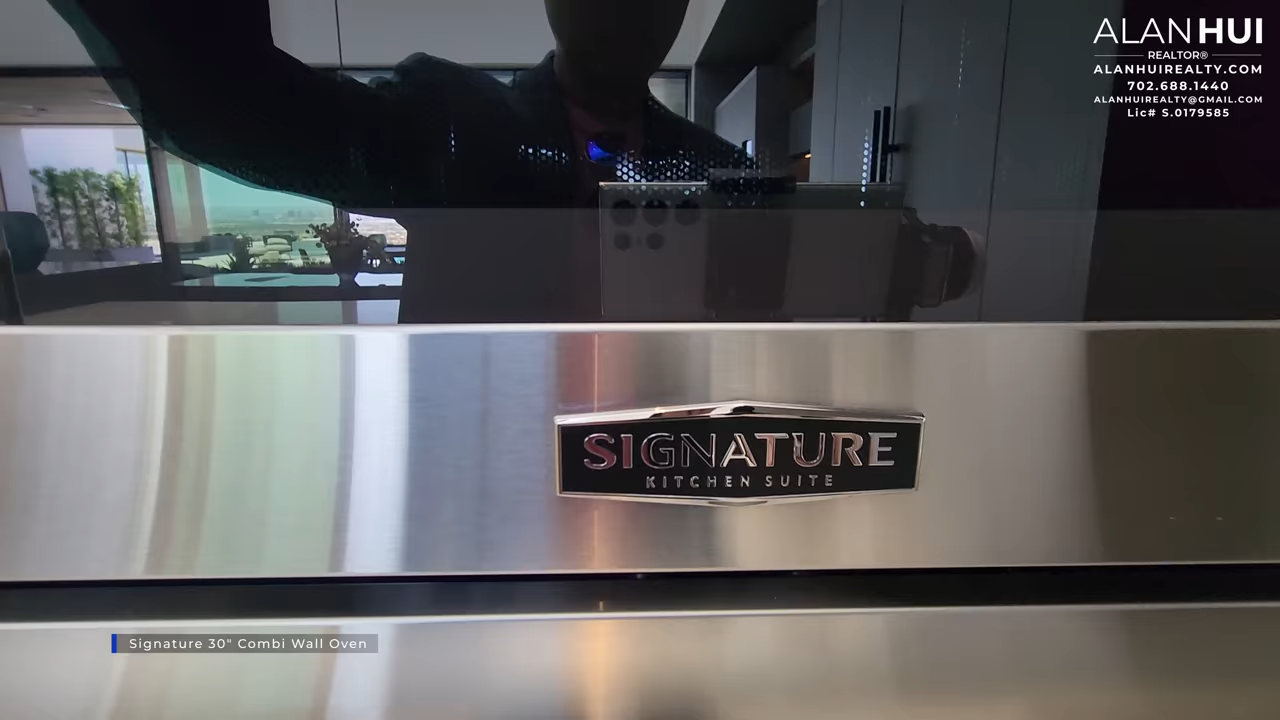 ALANHUI
REALTOR®
ALANHUIREALTY.COM
702.688.1440
ALANHUIREALTY@GMAIL.COM
Lic# S.0179585
SIGNATURE
KITCHEN SUITE
Signature 30" Combi Wall Oven